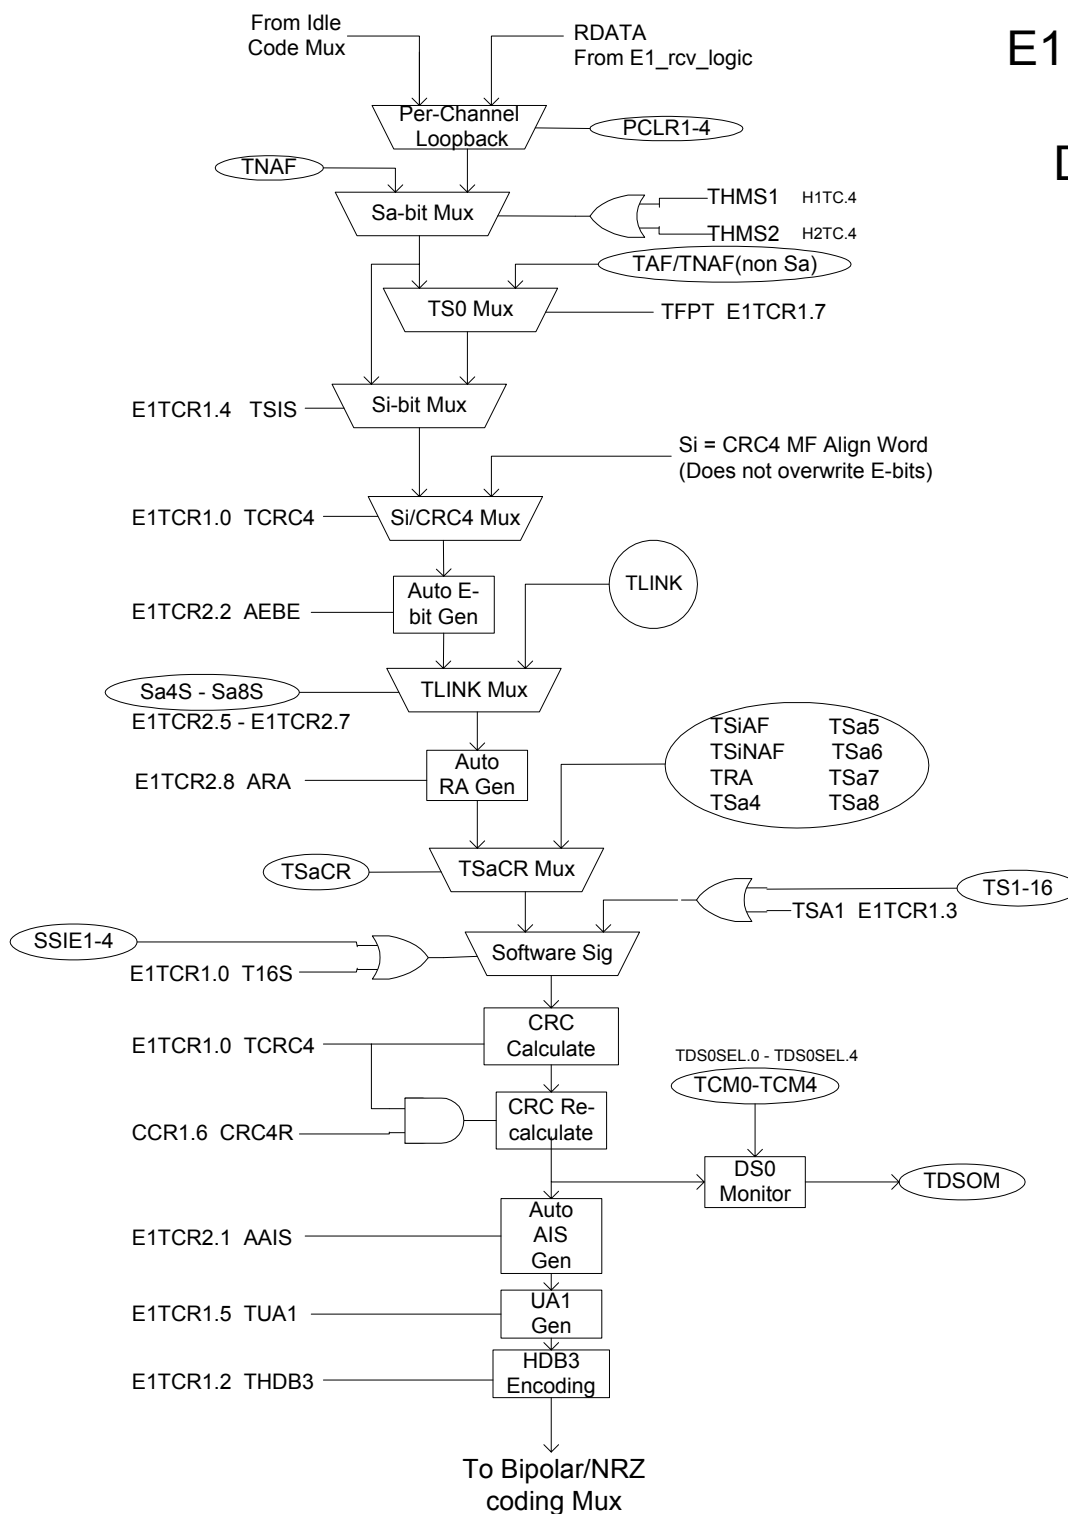 From Idle
Code Mux
RDATA
From E1_rcv_logic
E1
Per-Channel
Loopback
PCLR1-4
D
TNAF
Sa-bit Mux
THMS1 H1TC.4
THMS2 H2TC.4
TAF/TNAF(non Sa)
TS0 Mux
TFPT E1TCR1.7
E1TCR1.4 TSIS
Si-bit Mux
Si = CRC4 MF Align Word
(Does not overwrite E-bits)
E1TCR1.0 TCRC4
Si/CRC4 Mux
Auto E-
bit Gen
TLINK
E1TCR2.2 AEBE
Sa4S - Sa8S
TLINK Mux
E1TCR2.5 - E1TCR2.7
TSiAF TSa5
TSiNAF TSa6
TRA TSa7
TSa4 TSa8
Auto
RA Gen
E1TCR2.8 ARA
TSaCR
TSaCR Mux
TS1-16
TSA1 E1TCR1.3
SSIE1-4
Software Sig
E1TCR1.0 T16S
CRC
Calculate
E1TCR1.0 TCRC4
TDS0SEL.0 - TDS0SEL.4
TCM0-TCM4
CRC Re-
calculate
CCR1.6 CRC4R
DS0
Monitor
TDSOM
Auto
AIS
Gen
E1TCR2.1 AAIS
UA1
Gen
E1TCR1.5 TUA1
HDB3
Encoding
E1TCR1.2 THDB3
To Bipolar/NRZ
coding Mux